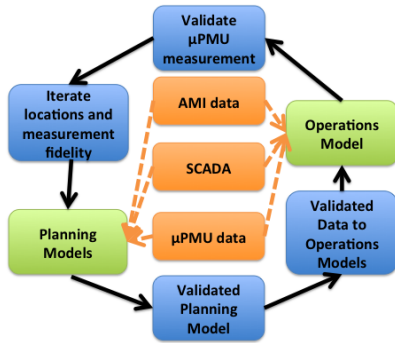 Validate
µPMU measurement
Iterate
locations and
measurement
fidelity
AMI data
Operations
Model
SCADA
Planning
Models
µPMU data
Validated
Data to
Operations
Models
Validated
Planning
Model